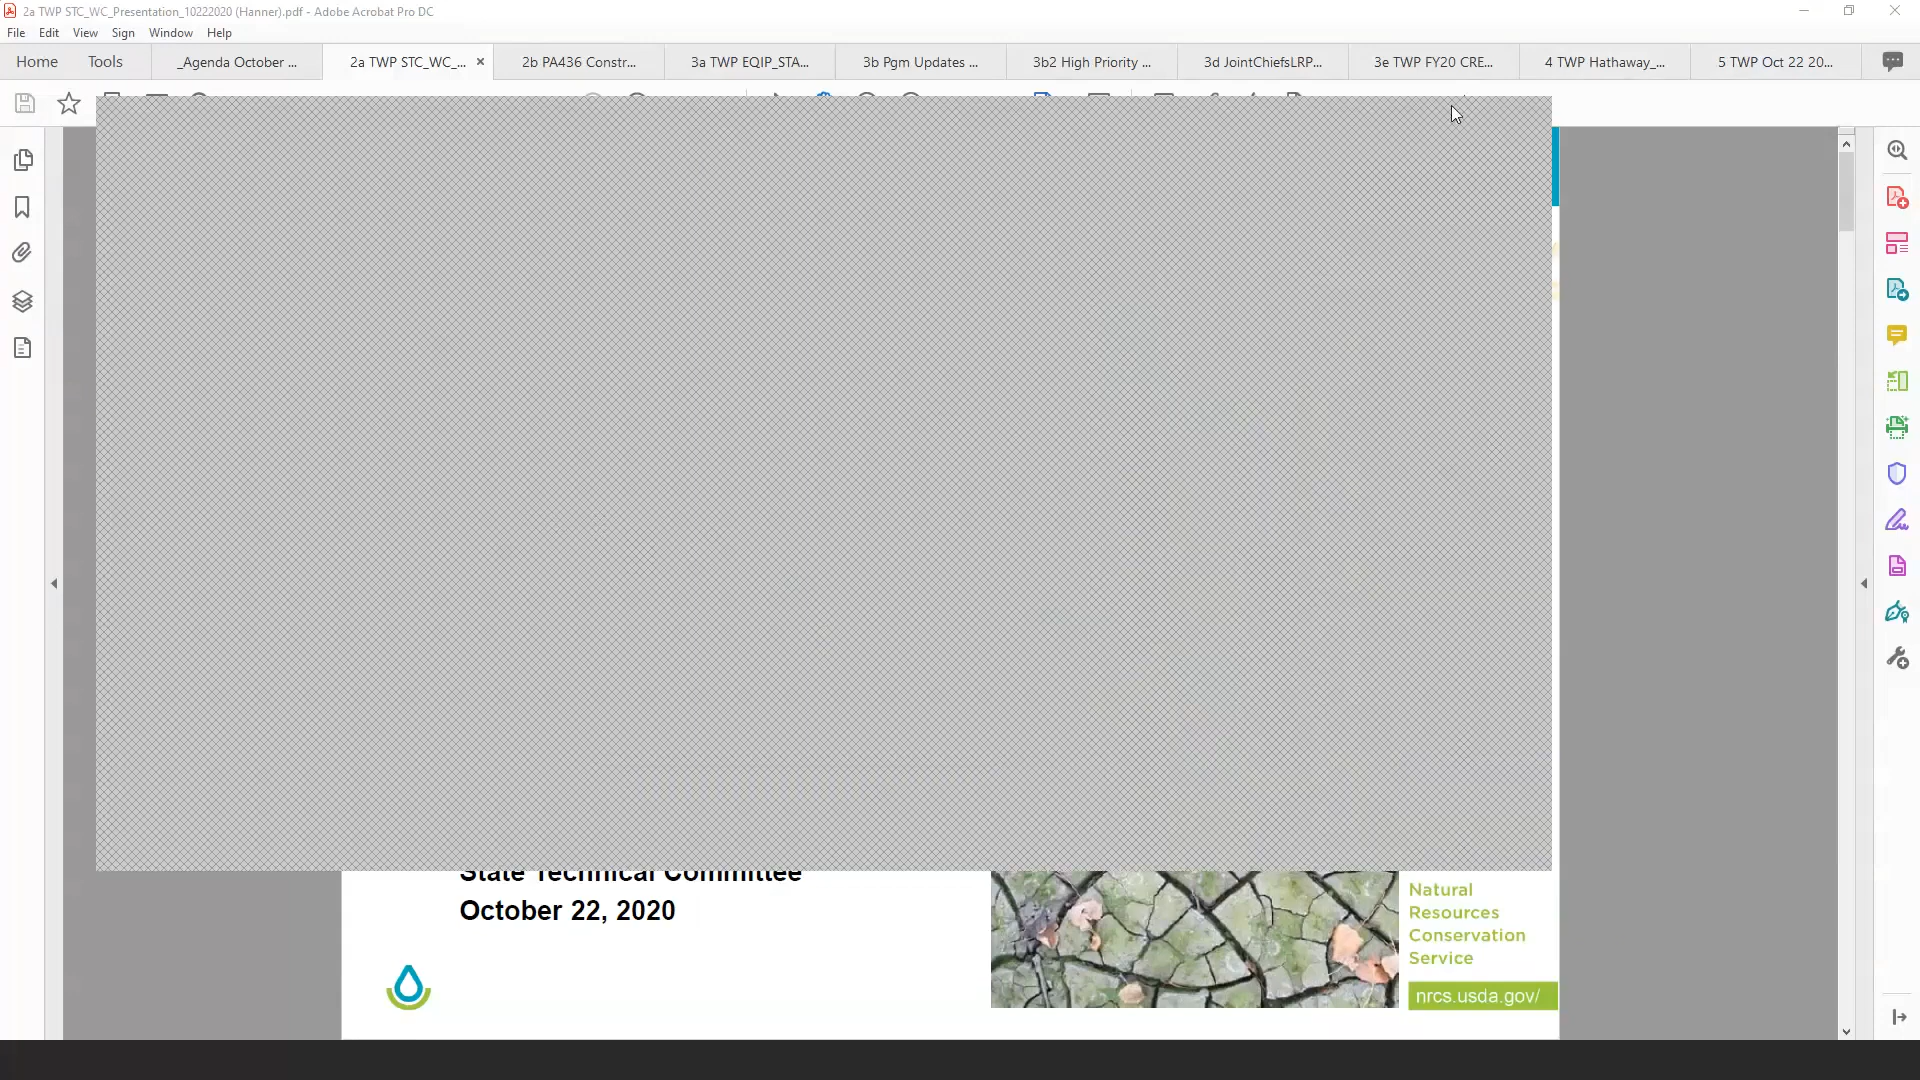 2a TWP STC_WC_Presentation_10222020 (Hanner).pdf - Adobe Acrobat Pro DC
File Edit View Sign Window Help
Home Tools _Agenda October ... 2a TWP STC_WC_... × 2b PA436 Constr... 3a TWP EQIP_STA... 3b Pgm Updates ... 3b2 High Priority ... 3d JointChiefsLRP... 3e TWP FY20 CRE... 4 TWP Hathaway_... 5 TWP Oct 22 20...
State Technical Committee
October 22, 2020
Natural
Resources
Conservation
Service
nrcs.usda.gov/